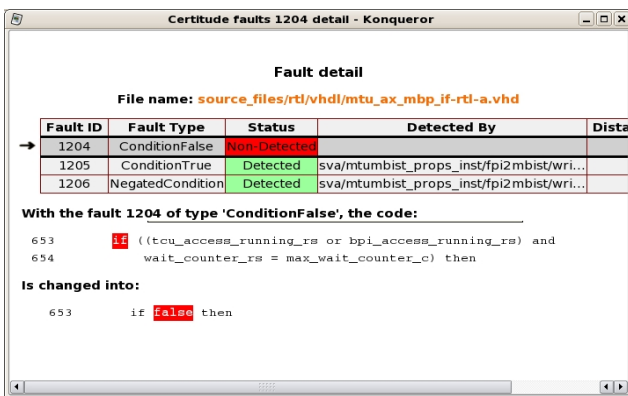 Certitude faults 1204 detail - Konqueror
Fault detail
File name: source_files/rtl/vhdl/mtu_ax_mbp_if-rtl-a.vhd
Fault ID Fault Type Status Detected By Dista
1204 ConditionFalse Non-Detected
1205 ConditionTrue Detected sva/mtumbist_props_inst/fpi2mbist/wri...
1206 NegatedCondition Detected sva/mtumbist_props_inst/fpi2mbist/wri...
With the fault 1204 of type 'ConditionFalse', the code:
653 if ((tcu_access_running_rs or bpi_access_running_rs) and
654 wait_counter_rs = max_wait_counter_c) then
Is changed into:
653 if false then